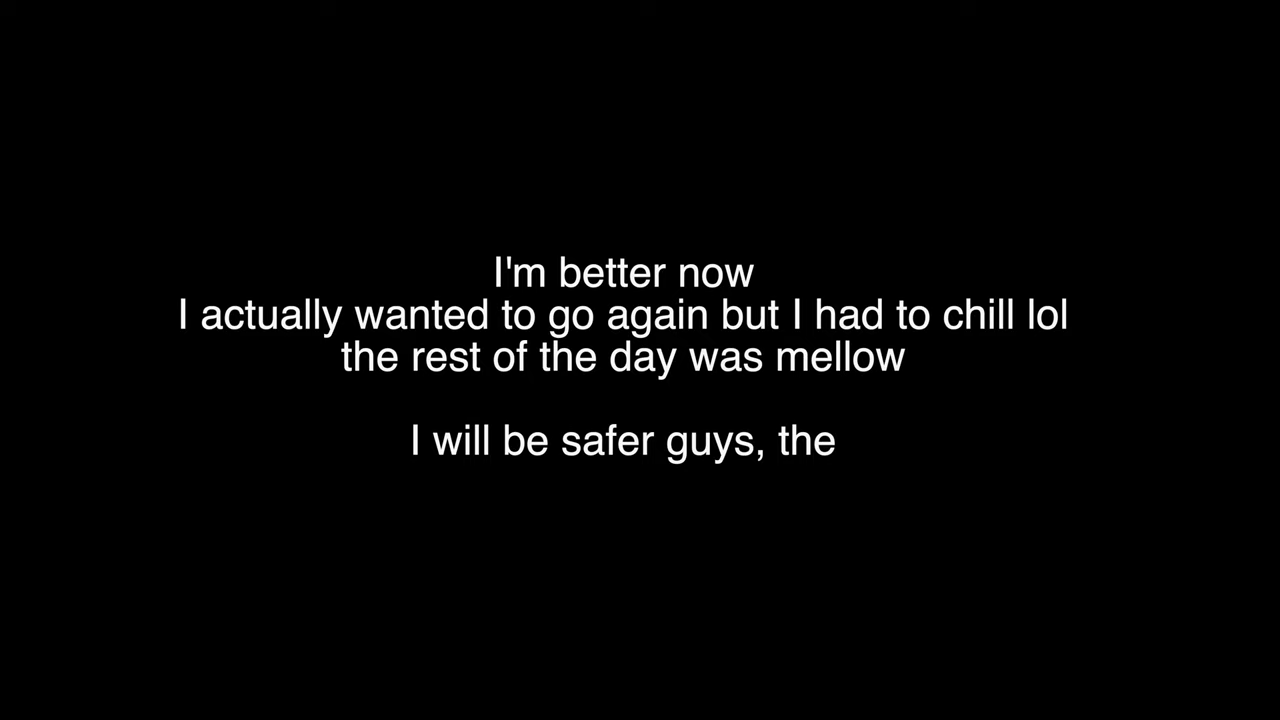 I'm better now
I actually wanted to go again but I had to chill lol
the rest of the day was mellow
I will be safer guys, the